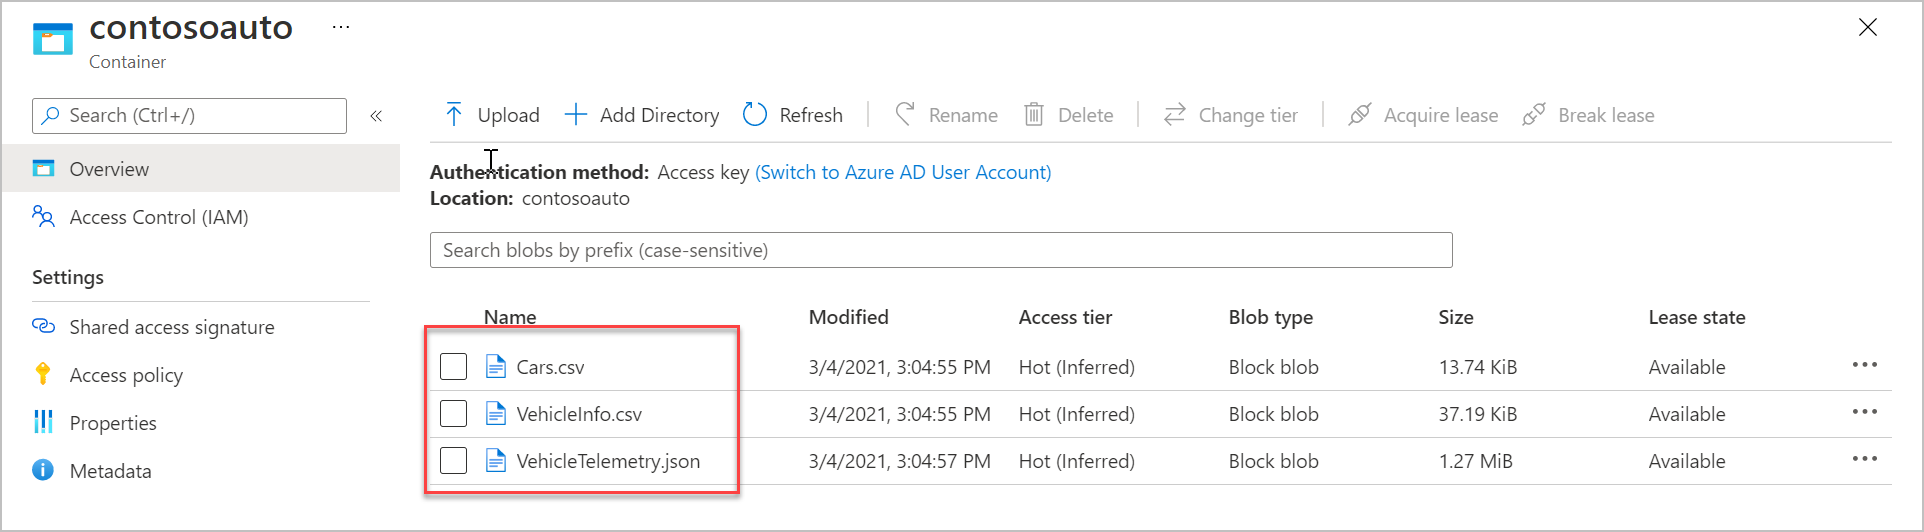 contosoauto ...
Container
Search (Ctrl+/) «
Upload Add Directory Refresh Rename Delete Change tier Acquire lease Break lease
Overview
Authentication method: Access key (Switch to Azure AD User Account)
Location: contosoauto
Access Control (IAM)
Search blobs by prefix (case-sensitive)
Settings
Name Modified Access tier Blob type Size Lease state
Shared access signature
Cars.csv 3/4/2021, 3:04:55 PM Hot (Inferred) Block blob 13.74 KiB Available ...
Access policy
VehicleInfo.csv 3/4/2021, 3:04:55 PM Hot (Inferred) Block blob 37.19 KiB Available ...
Properties
VehicleTelemetry.json 3/4/2021, 3:04:57 PM Hot (Inferred) Block blob 1.27 MiB Available ...
Metadata